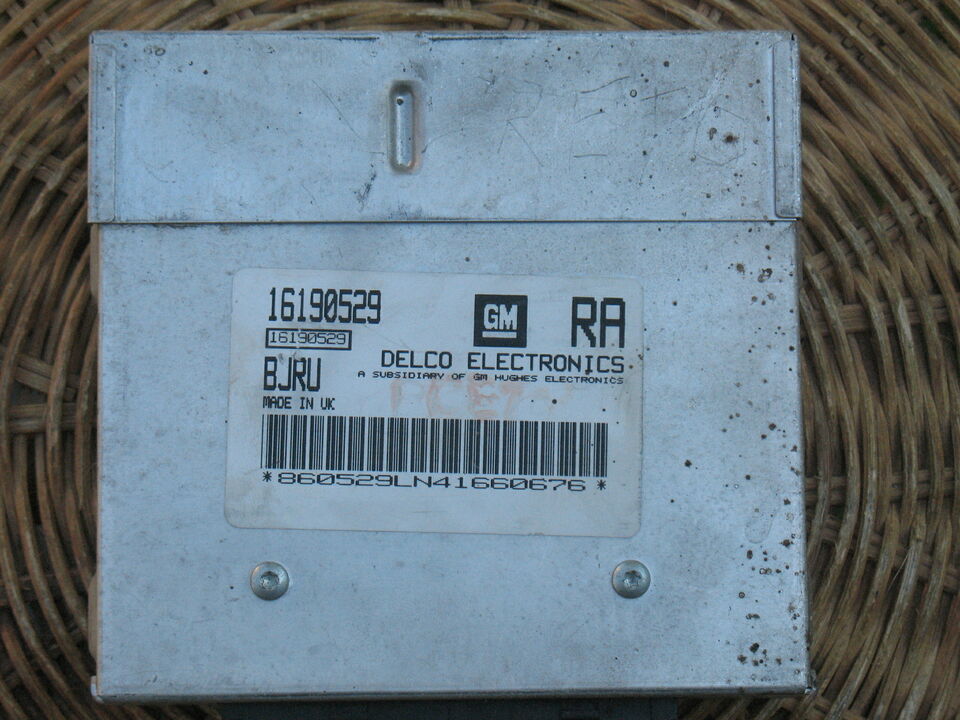 16190529
16190529
GM
RA
DELCO ELECTRONICS
A SUBSIDIARY OF GM HUGHES ELECTRONICS
BJRU
MADE IN UK
*860529LN41660676*